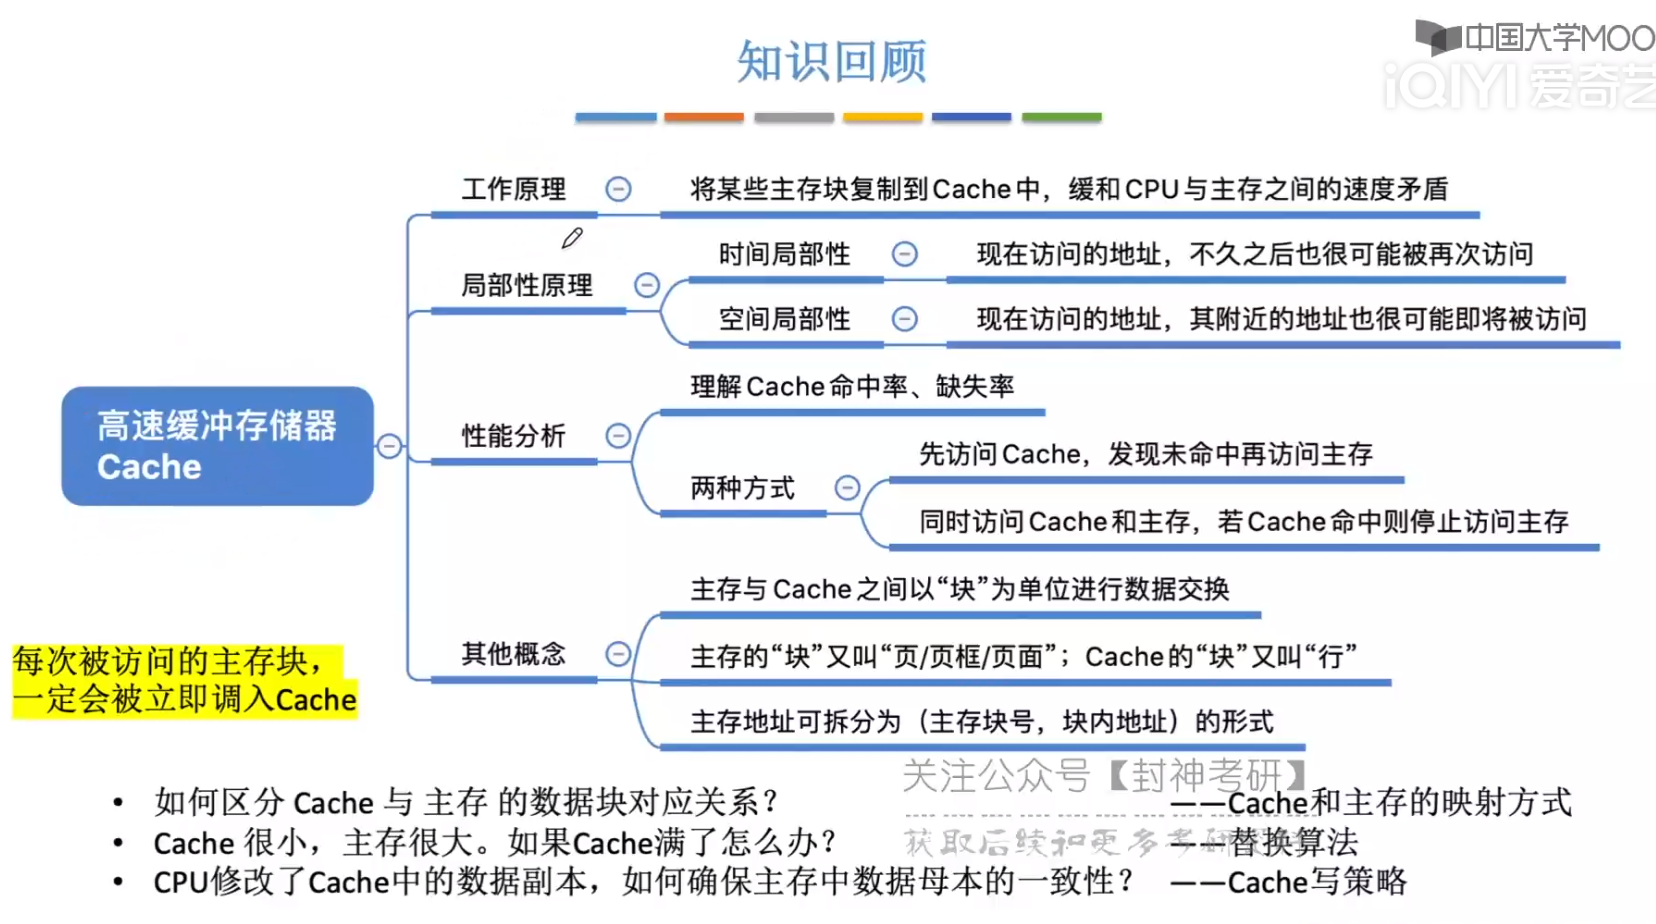 中国大学MOO
iQIYI 爱奇艺
知识回顾
高速缓冲存储器
Cache
工作原理
将某些主存块复制到Cache中，缓和CPU与主存之间的速度矛盾
局部性原理
时间局部性
现在访问的地址，不久之后也很可能被再次访问
空间局部性
现在访问的地址，其附近的地址也很可能即将被访问
性能分析
理解Cache命中率、缺失率
两种方式
先访问Cache，发现未命中再访问主存
同时访问Cache和主存，若Cache命中则停止访问主存
其他概念
主存与Cache之间以“块”为单位进行数据交换
主存的“块”又叫“页/页框/页面”；Cache的“块”又叫“行”
主存地址可拆分为（主存块号，块内地址）的形式
每次被访问的主存块，
一定会被立即调入Cache
关注公众号【封神考研】
获取后续和更多考研
• 如何区分 Cache 与 主存 的数据块对应关系？ ——Cache和主存的映射方式
• Cache 很小，主存很大。如果Cache满了怎么办？ ——替换算法
• CPU修改了Cache中的数据副本，如何确保主存中数据母本的一致性？ ——Cache写策略